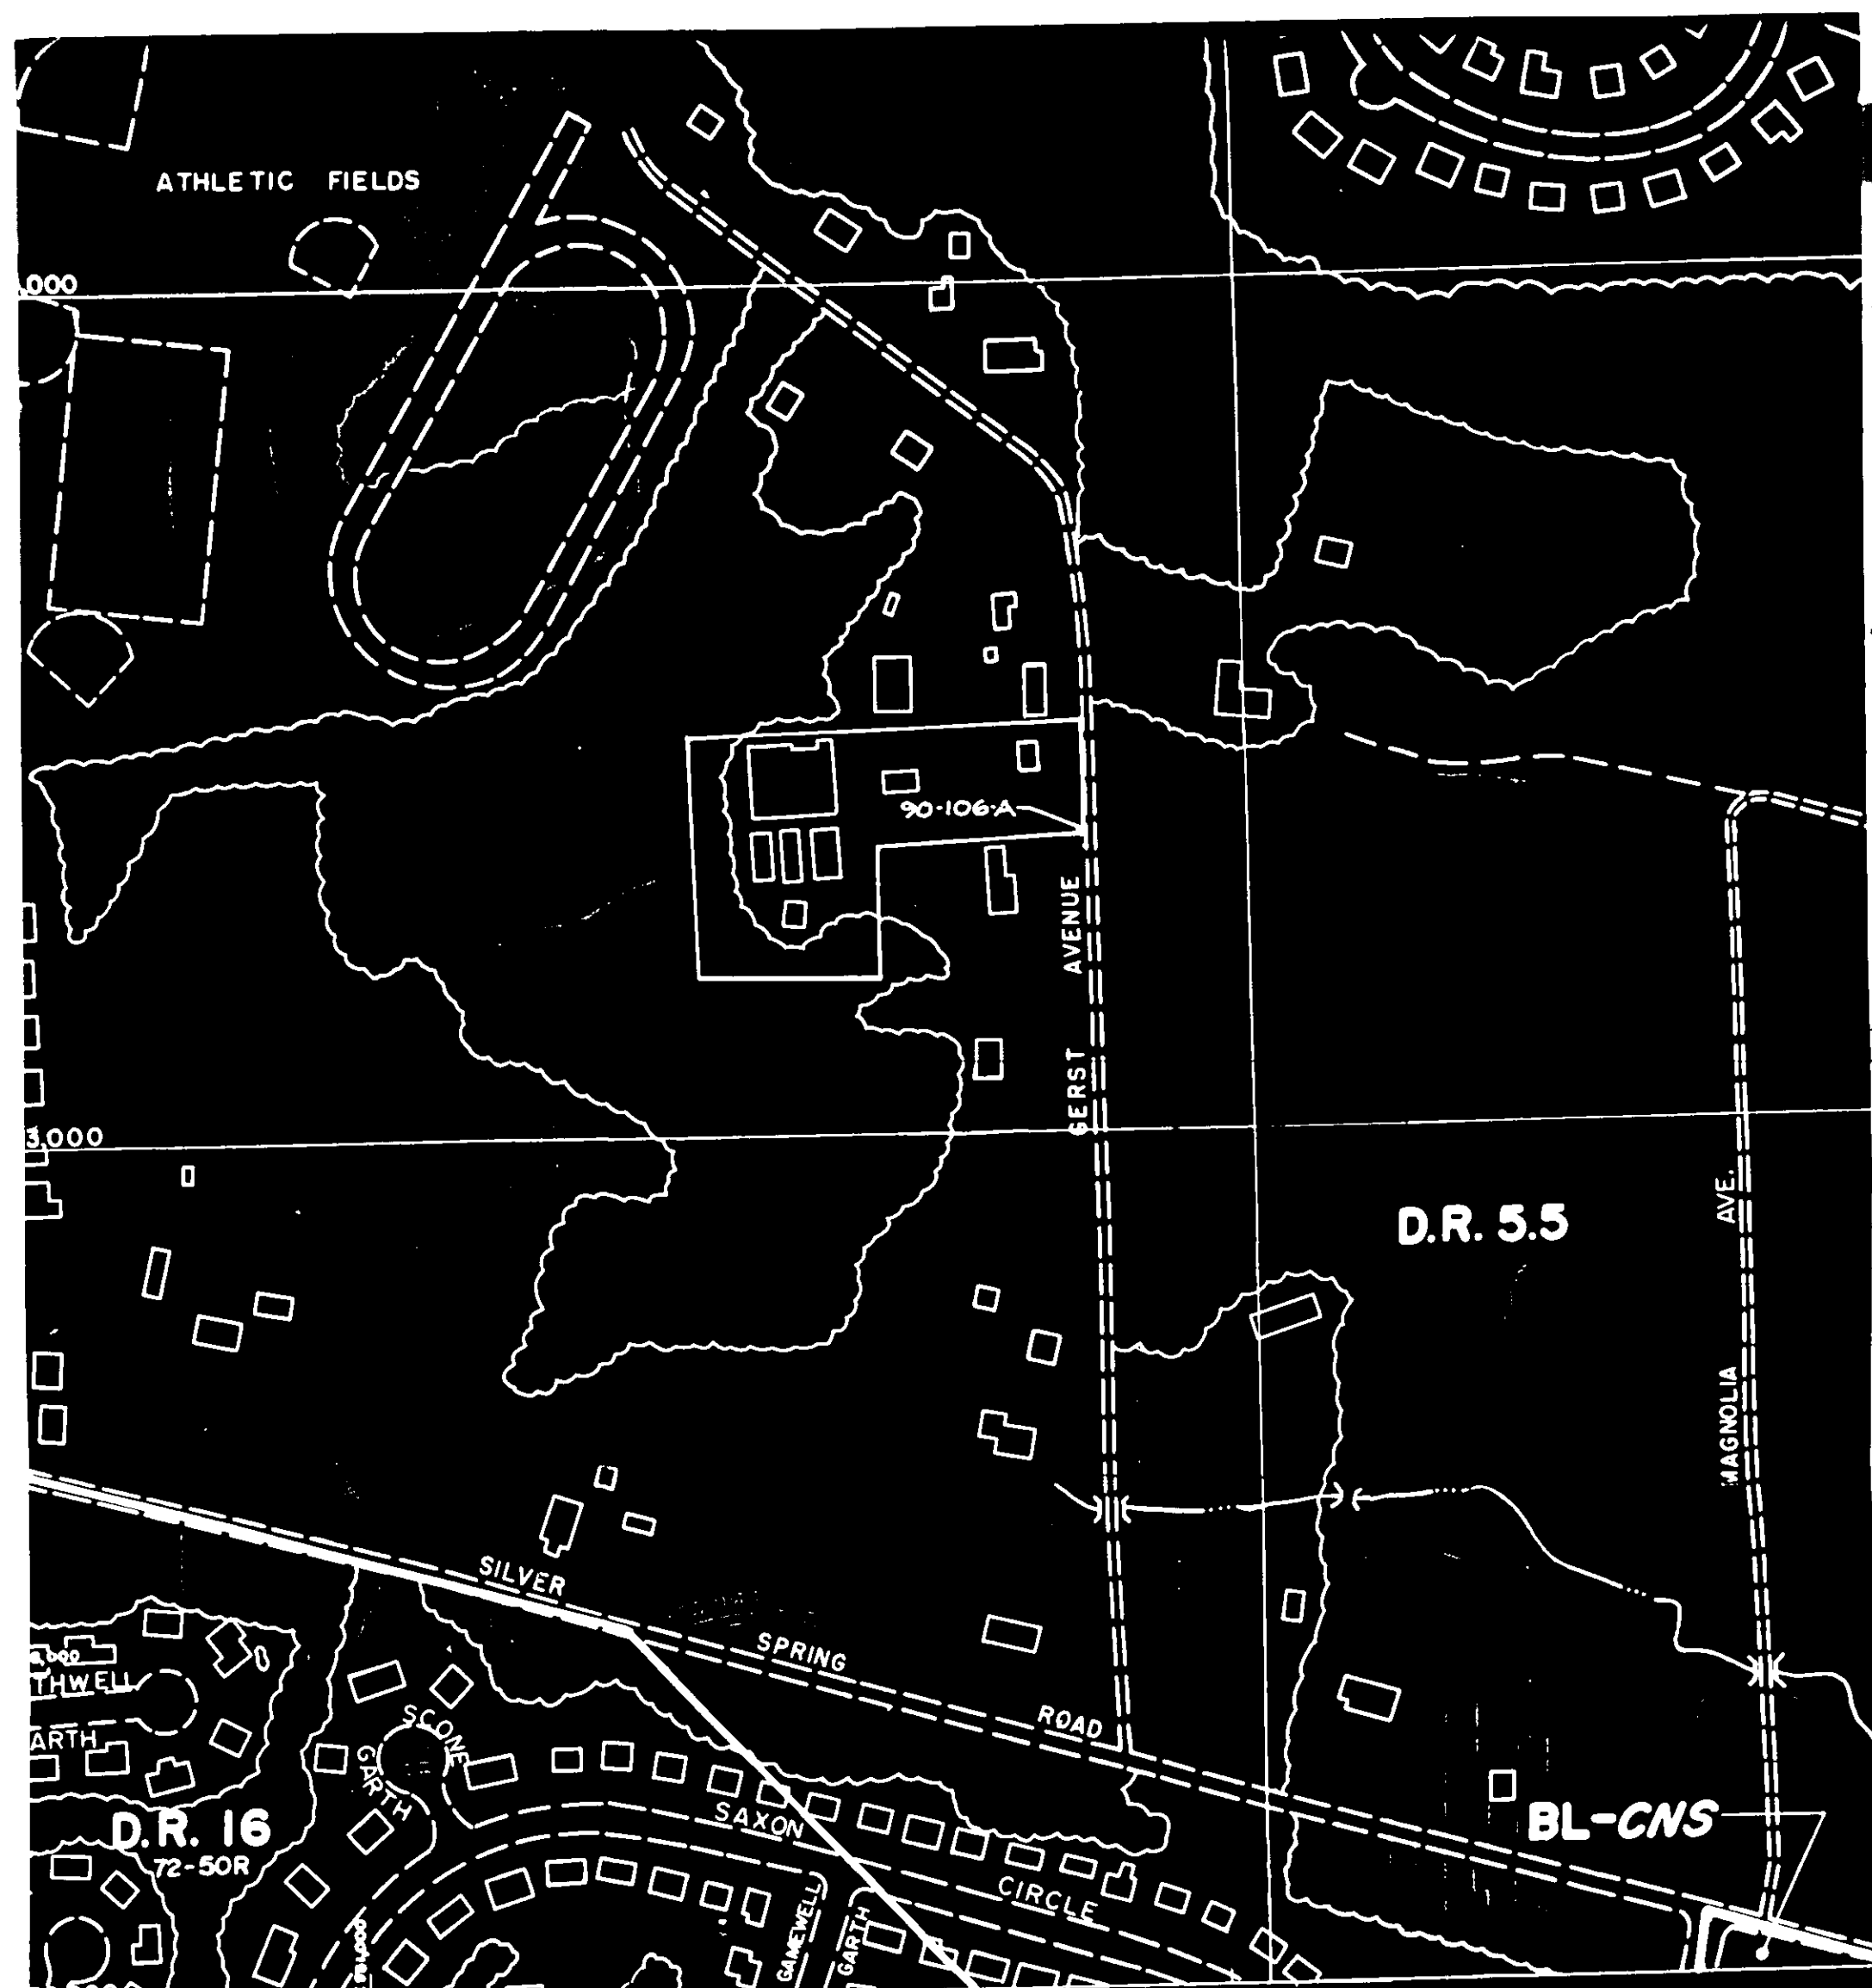 ATHLETIC FIELDS
,000
90-106-A
GERST AVENUE
3,000
D.R. 5.5
MAGNOLIA AVE.
SILVER SPRING ROAD
THWELL
ARTH
SCONE GARTH
D.R. 16
72-50R
SAXON CIRCLE
BL-CNS
GAMEWELL GARTH